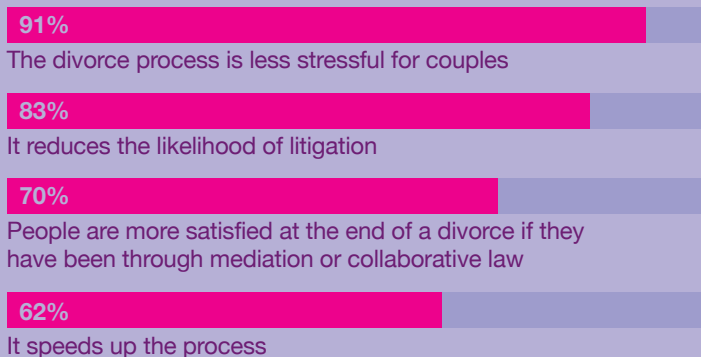 91%
The divorce process is less stressful for couples
83%
It reduces the likelihood of litigation
70%
People are more satisfied at the end of a divorce if they
have been through mediation or collaborative law
62%
It speeds up the process